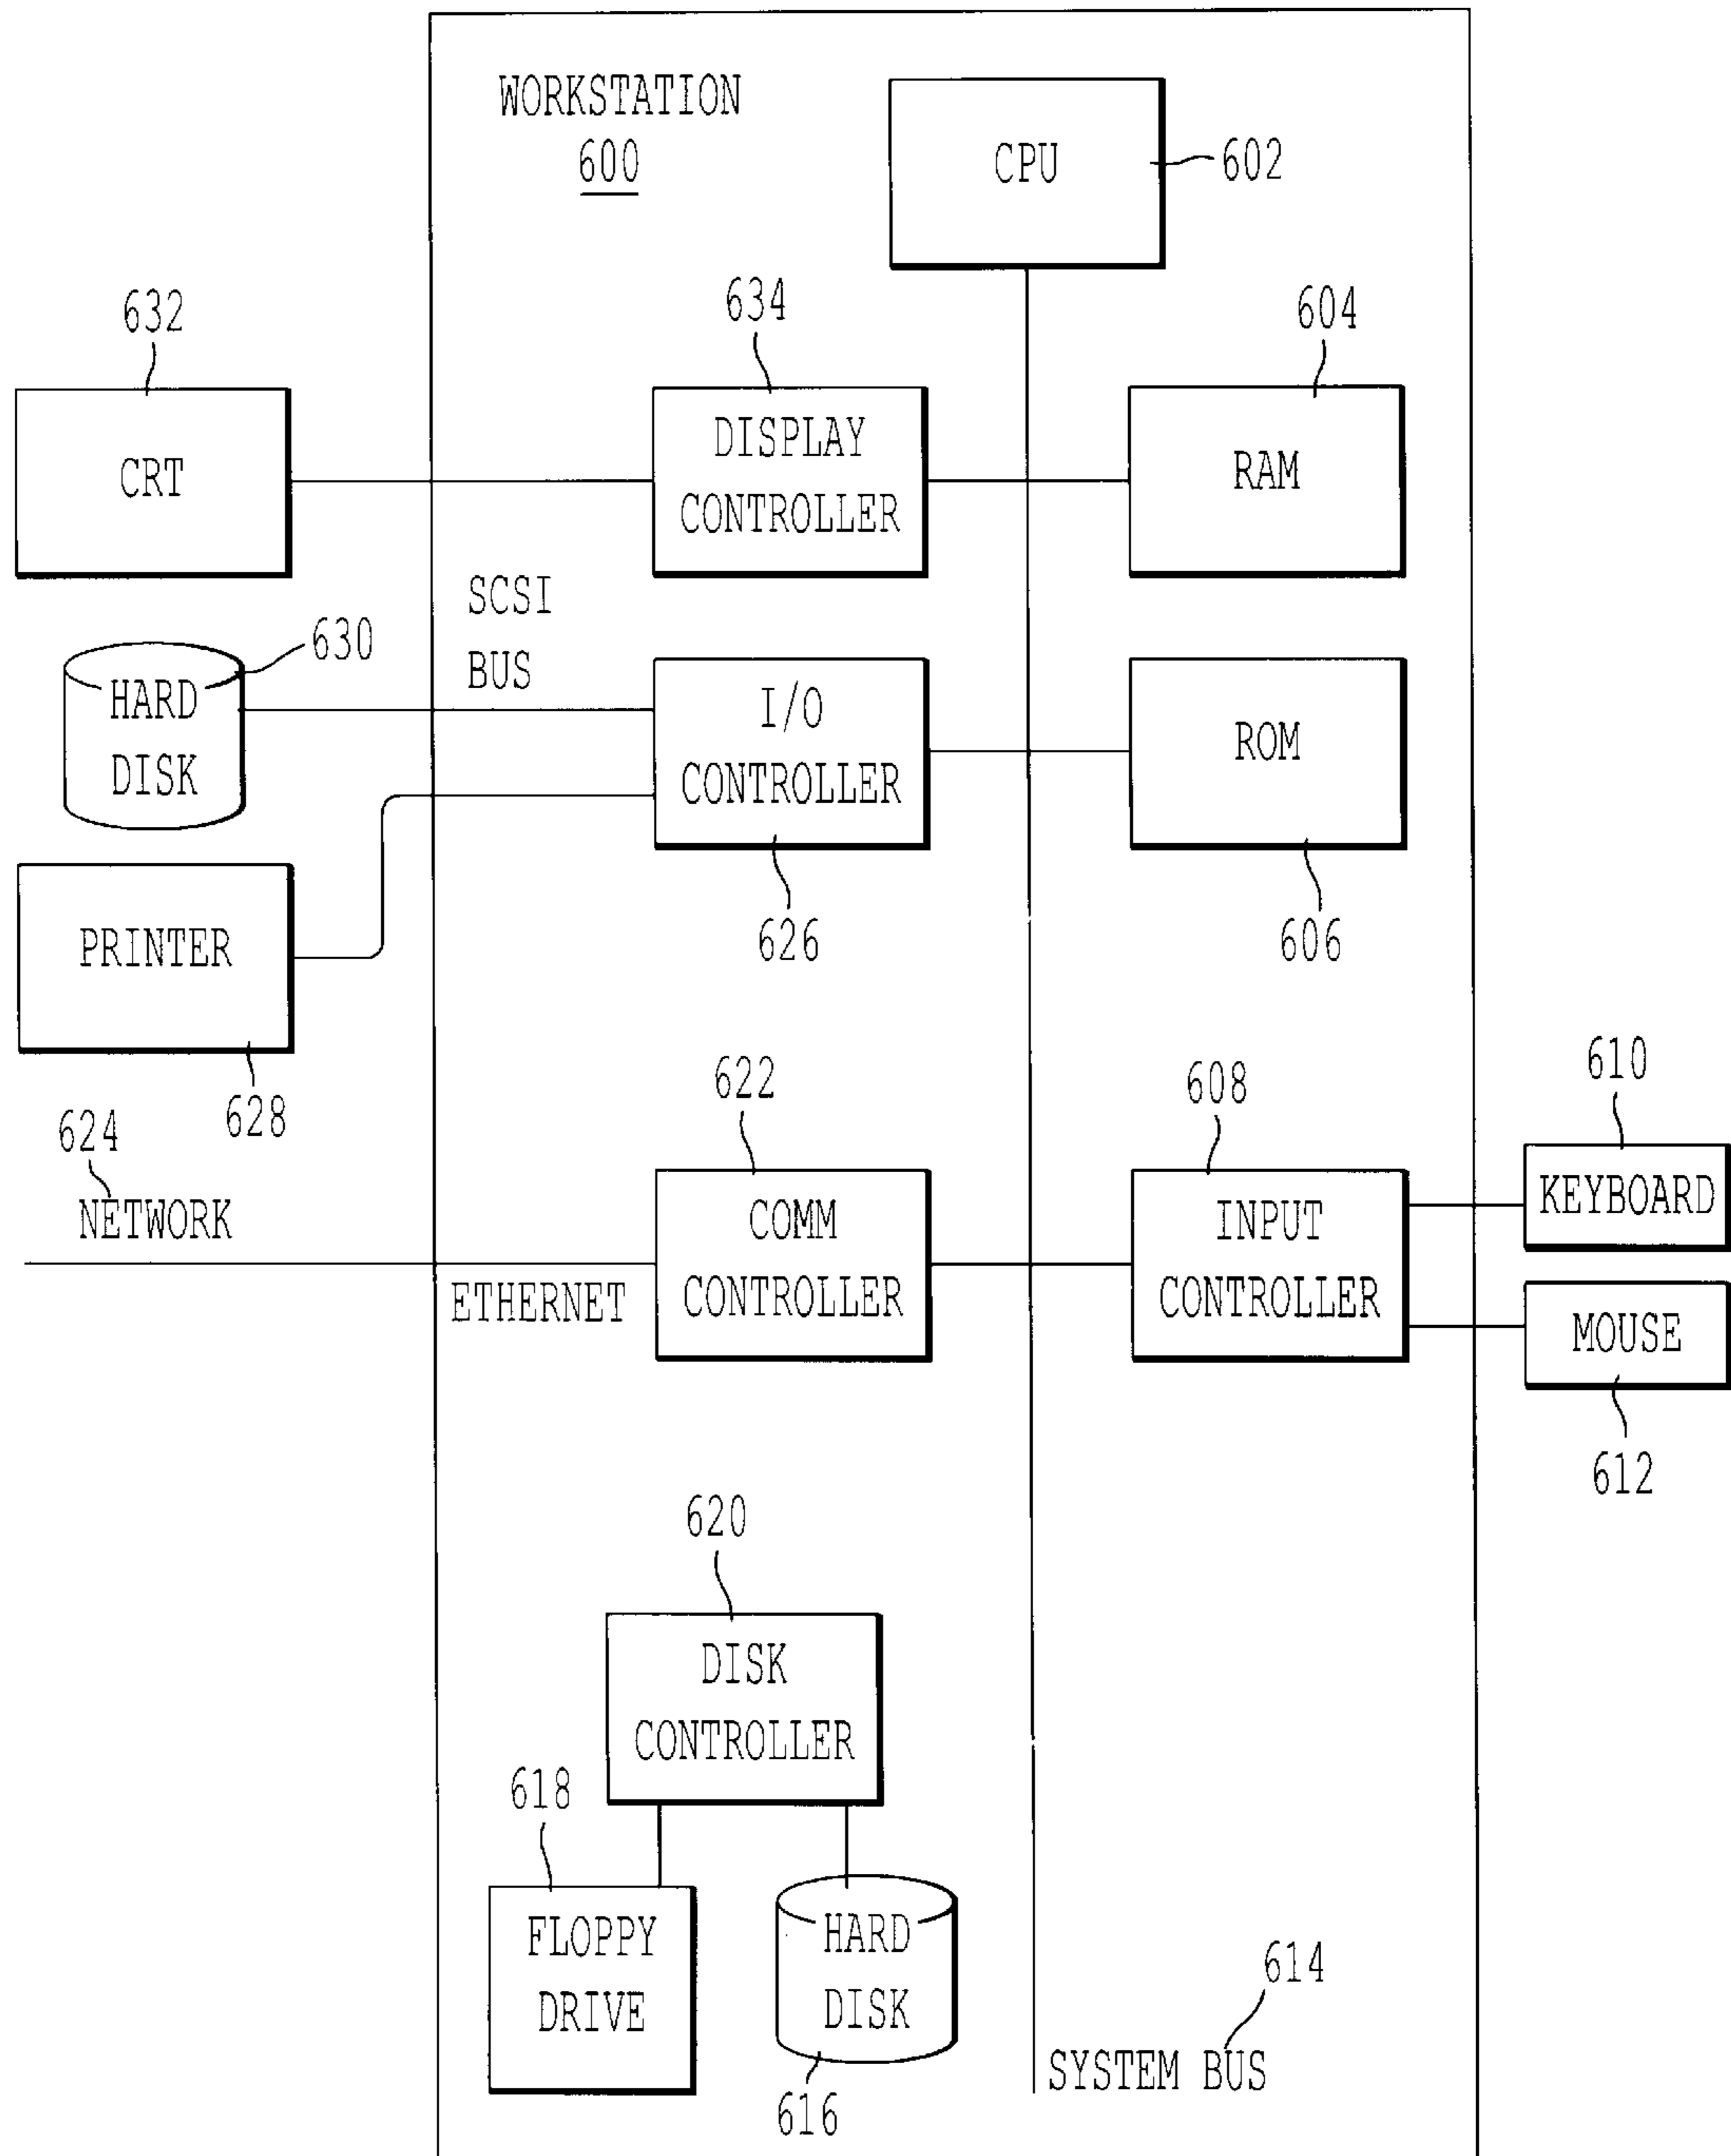 WORKSTATION
600
CPU
602
632
634
604
CRT
DISPLAY
CONTROLLER
RAM
SCSI
BUS
630
HARD
DISK
I/O
CONTROLLER
ROM
PRINTER
626
606
628
624
NETWORK
622
608
610
COMM
CONTROLLER
INPUT
CONTROLLER
KEYBOARD
ETHERNET
MOUSE
612
620
DISK
CONTROLLER
618
FLOPPY
DRIVE
HARD
DISK
616
614
SYSTEM BUS